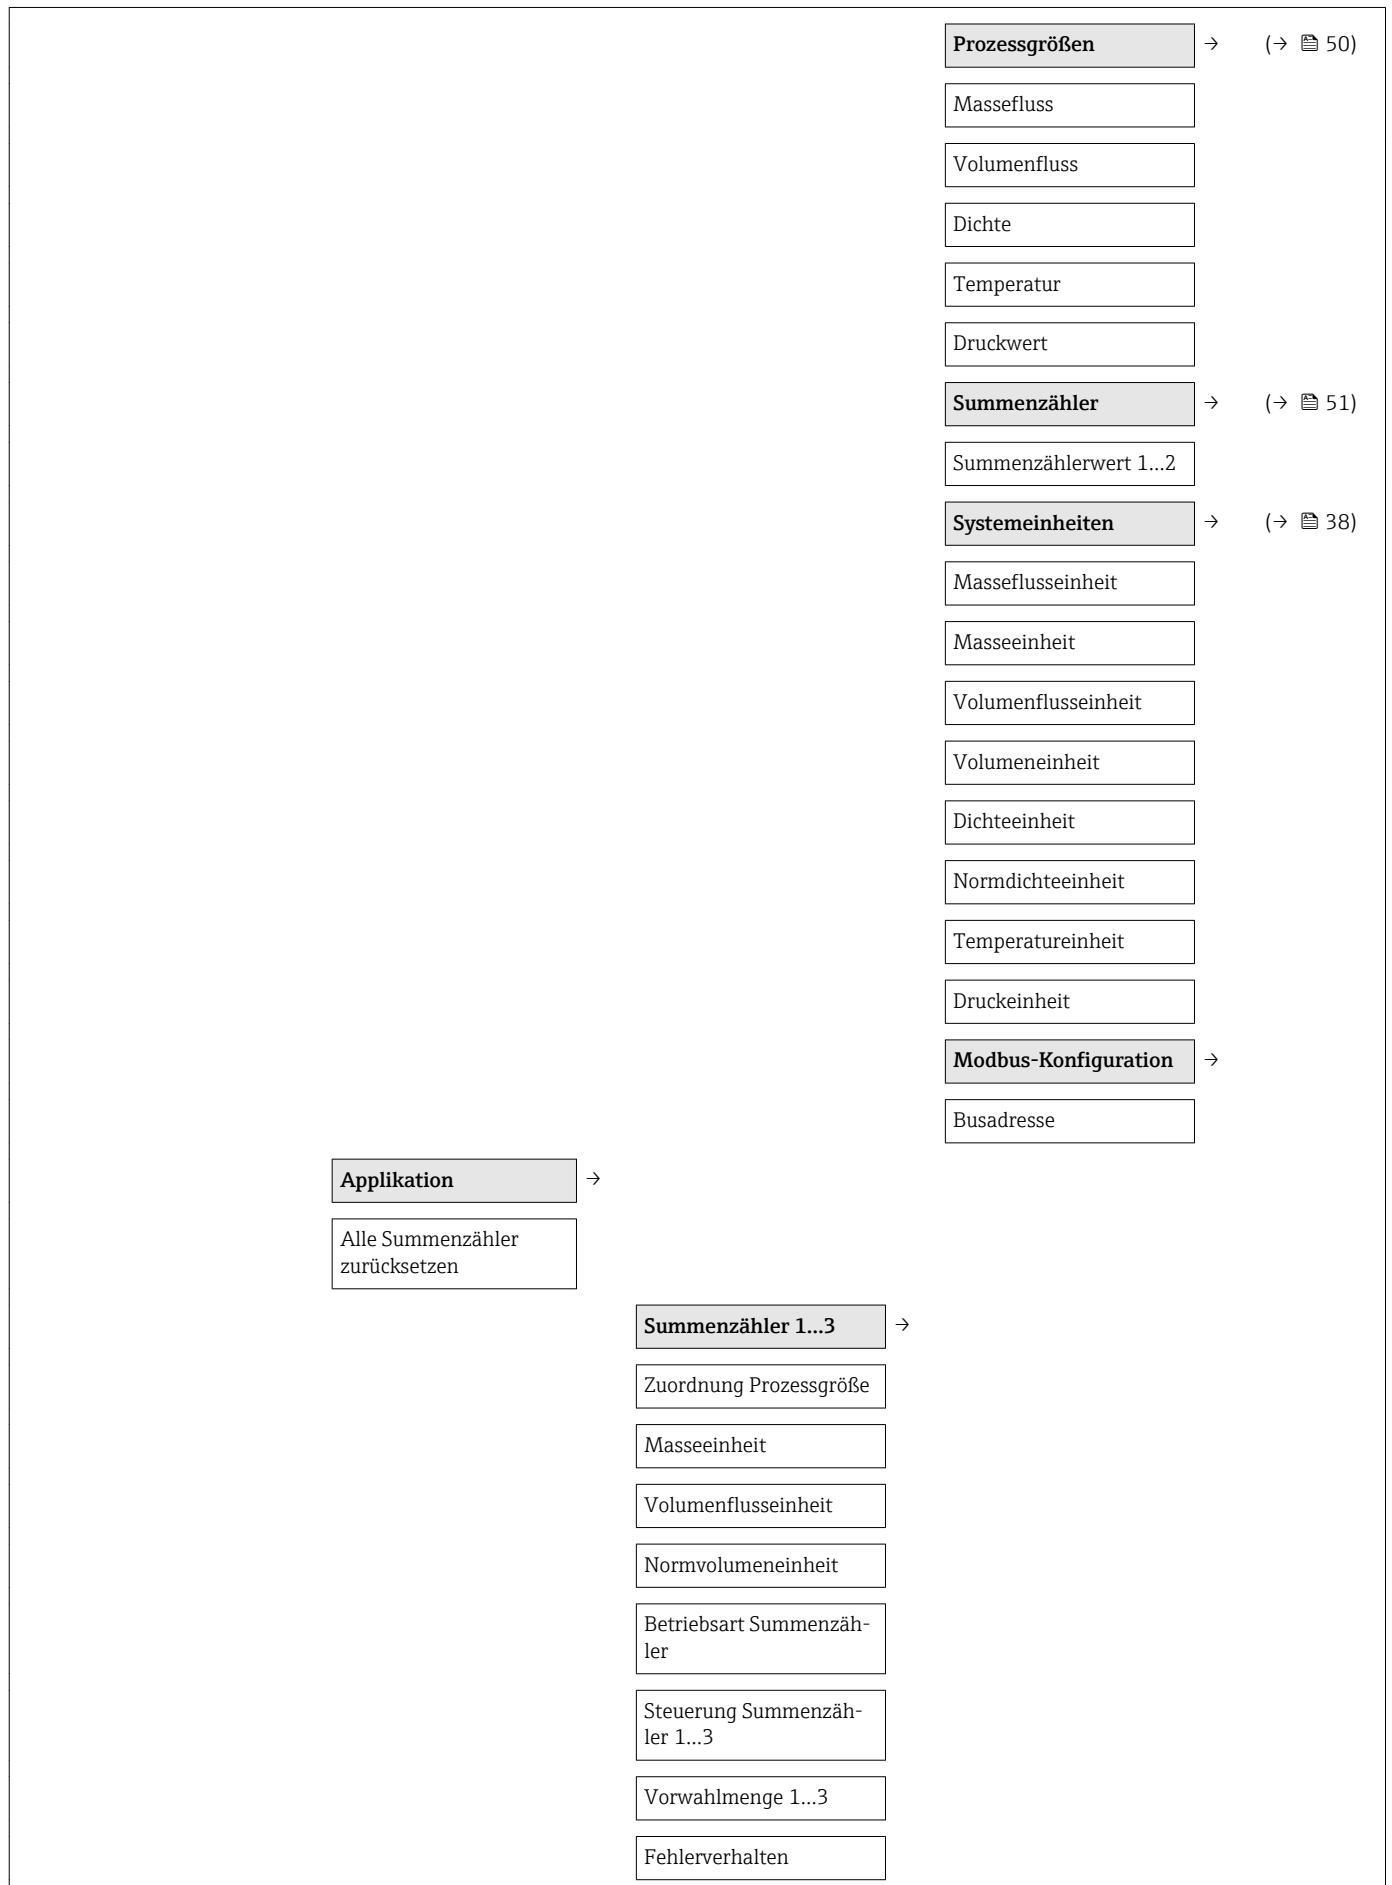 Prozessgrößen → (→ 🗎 50)
Massefluss
Volumenfluss
Dichte
Temperatur
Druckwert
Summenzähler → (→ 🗎 51)
Summenzählerwert 1...2
Systemeinheiten → (→ 🗎 38)
Masseflusseinheit
Masseeinheit
Volumenflusseinheit
Volumeneinheit
Dichteeinheit
Normdichteeinheit
Temperatureinheit
Druckeinheit
Modbus-Konfiguration →
Busadresse
Applikation →
Alle Summenzähler
zurücksetzen
Summenzähler 1...3 →
Zuordnung Prozessgröße
Masseeinheit
Volumenflusseinheit
Normvolumeneinheit
Betriebsart Summenzäh-
ler
Steuerung Summenzäh-
ler 1...3
Vorwahlmenge 1...3
Fehlerverhalten